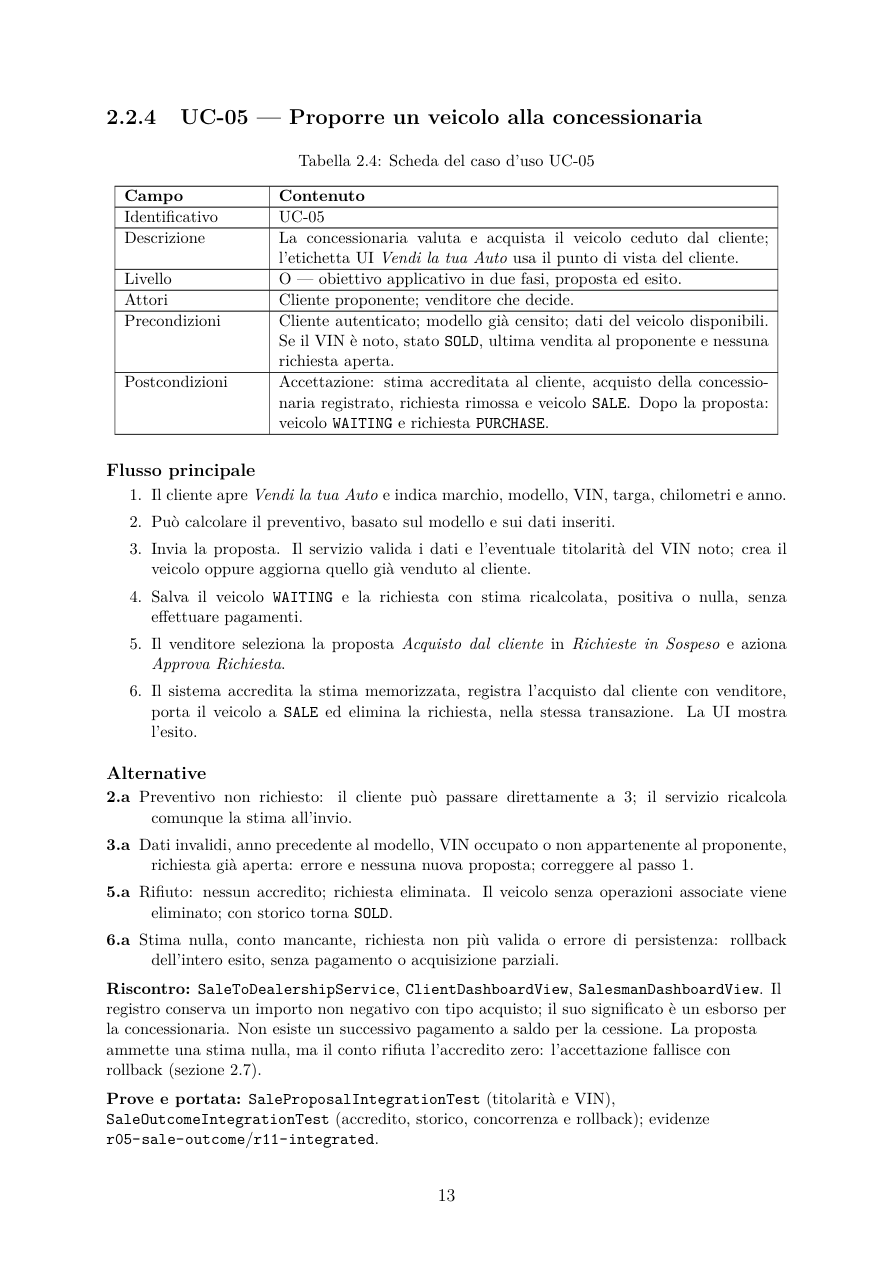 2.2.4 UC-05 — Proporre un veicolo alla concessionaria
Tabella 2.4: Scheda del caso d'uso UC-05
Campo Contenuto
Identificativo UC-05
Descrizione La concessionaria valuta e acquista il veicolo ceduto dal cliente;
l'etichetta UI Vendi la tua Auto usa il punto di vista del cliente.
Livello O — obiettivo applicativo in due fasi, proposta ed esito.
Attori Cliente proponente; venditore che decide.
Precondizioni Cliente autenticato; modello già censito; dati del veicolo disponibili.
Se il VIN è noto, stato SOLD, ultima vendita al proponente e nessuna
richiesta aperta.
Postcondizioni Accettazione: stima accreditata al cliente, acquisto della concessio-
naria registrato, richiesta rimossa e veicolo SALE. Dopo la proposta:
veicolo WAITING e richiesta PURCHASE.
Flusso principale
1. Il cliente apre Vendi la tua Auto e indica marchio, modello, VIN, targa, chilometri e anno.
2. Può calcolare il preventivo, basato sul modello e sui dati inseriti.
3. Invia la proposta. Il servizio valida i dati e l'eventuale titolarità del VIN noto; crea il
veicolo oppure aggiorna quello già venduto al cliente.
4. Salva il veicolo WAITING e la richiesta con stima ricalcolata, positiva o nulla, senza
effettuare pagamenti.
5. Il venditore seleziona la proposta Acquisto dal cliente in Richieste in Sospeso e aziona
Approva Richiesta.
6. Il sistema accredita la stima memorizzata, registra l'acquisto dal cliente con venditore,
porta il veicolo a SALE ed elimina la richiesta, nella stessa transazione. La UI mostra
l'esito.
Alternative
2.a Preventivo non richiesto: il cliente può passare direttamente a 3; il servizio ricalcola
comunque la stima all'invio.
3.a Dati invalidi, anno precedente al modello, VIN occupato o non appartenente al proponente,
richiesta già aperta: errore e nessuna nuova proposta; correggere al passo 1.
5.a Rifiuto: nessun accredito; richiesta eliminata. Il veicolo senza operazioni associate viene
eliminato; con storico torna SOLD.
6.a Stima nulla, conto mancante, richiesta non più valida o errore di persistenza: rollback
dell'intero esito, senza pagamento o acquisizione parziali.
Riscontro: SaleToDealershipService, ClientDashboardView, SalesmanDashboardView. Il
registro conserva un importo non negativo con tipo acquisto; il suo significato è un esborso per
la concessionaria. Non esiste un successivo pagamento a saldo per la cessione. La proposta
ammette una stima nulla, ma il conto rifiuta l'accredito zero: l'accettazione fallisce con
rollback (sezione 2.7).
Prove e portata: SaleProposalIntegrationTest (titolarità e VIN),
SaleOutcomeIntegrationTest (accredito, storico, concorrenza e rollback); evidenze
r05-sale-outcome/r11-integrated.
13